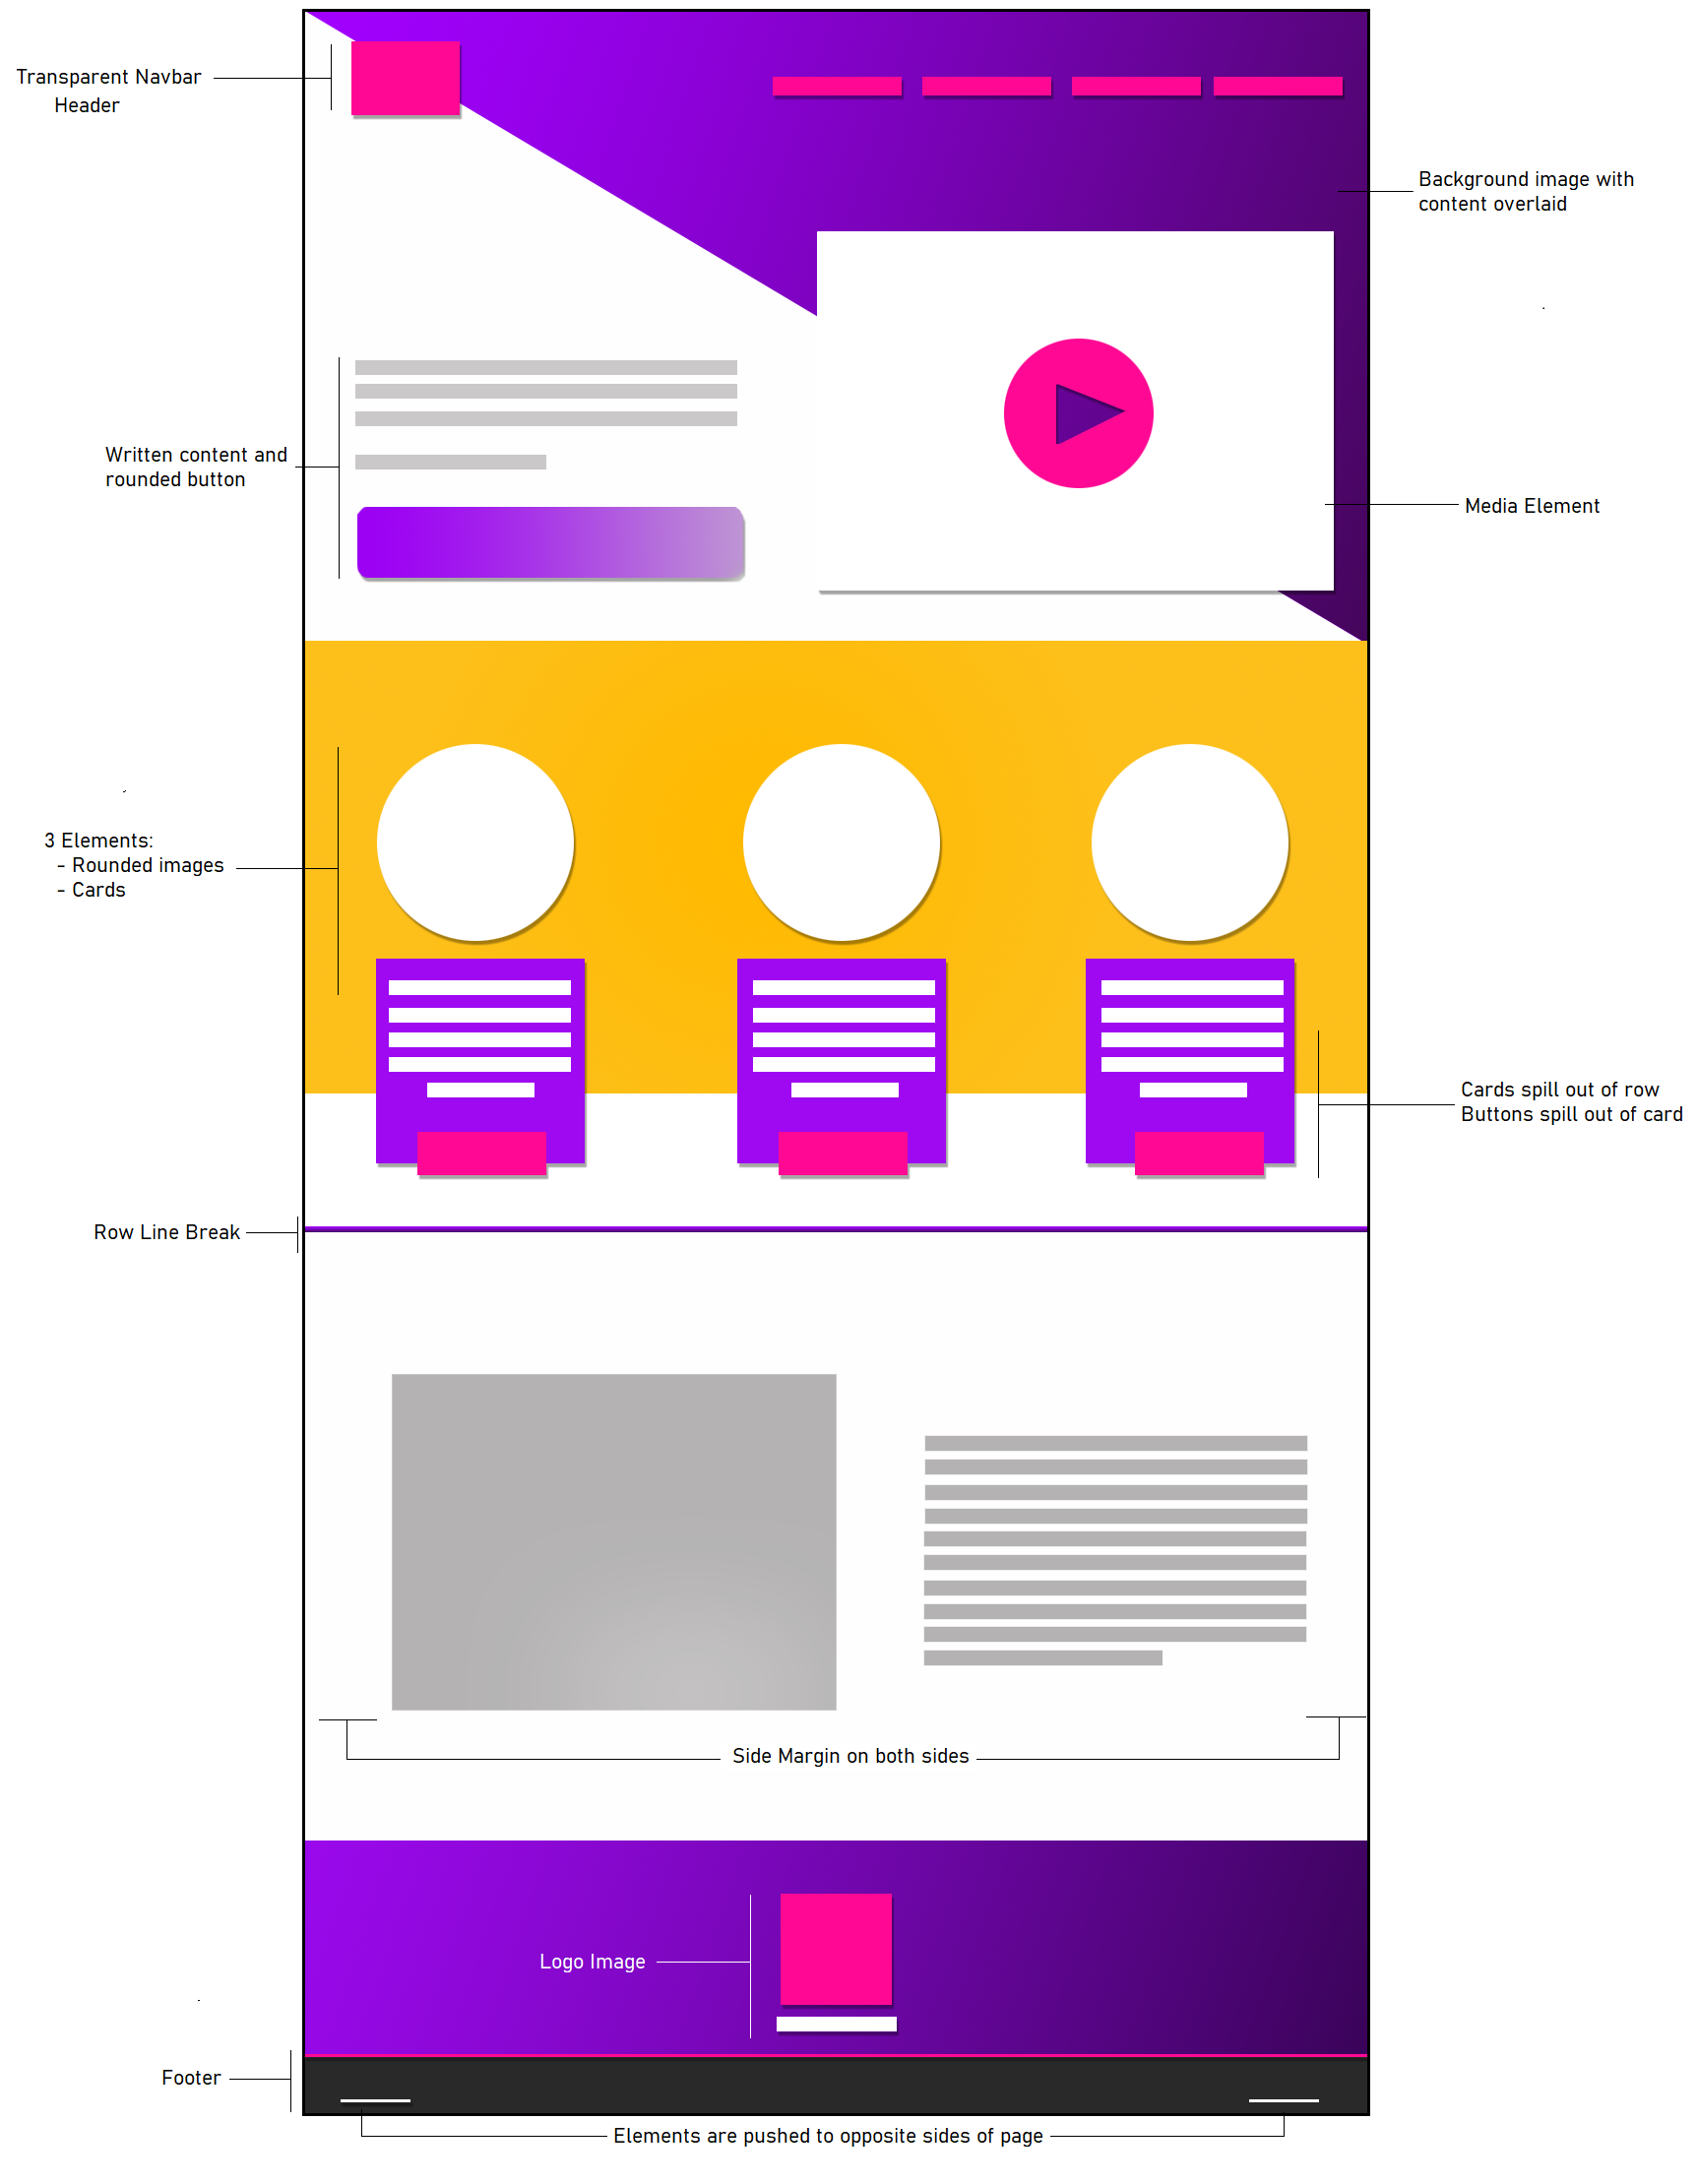 Transparent Navbar
Header
Background image with
content overlaid
Written content and
rounded button
Media Element
3 Elements:
- Rounded images
- Cards
Cards spill out of row
Buttons spill out of card
Row Line Break
Side Margin on both sides
Logo Image
Footer
Elements are pushed to opposite sides of page